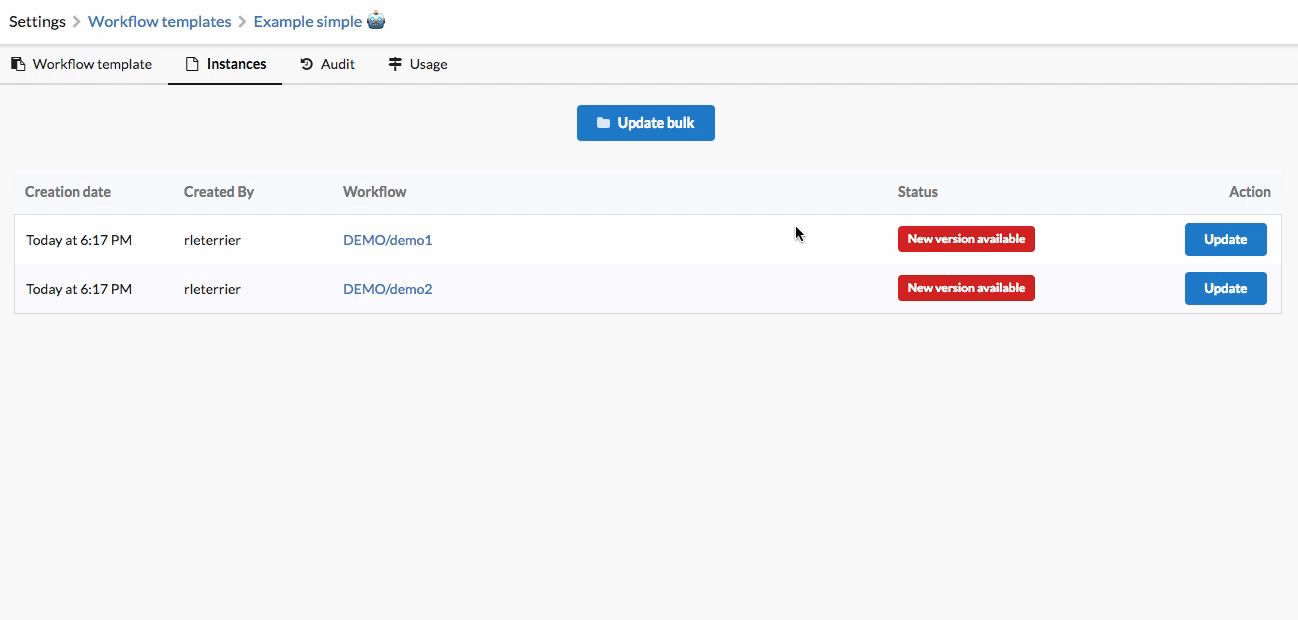 Settings Workflow templates Example simple
Workflow template Instances Audit Usage
Update bulk
Creation date Created By Workflow Status Action
Today at 6:17 PM rleterrier DEMO/demo1 New version available Update
Today at 6:17 PM rleterrier DEMO/demo2 New version available Update